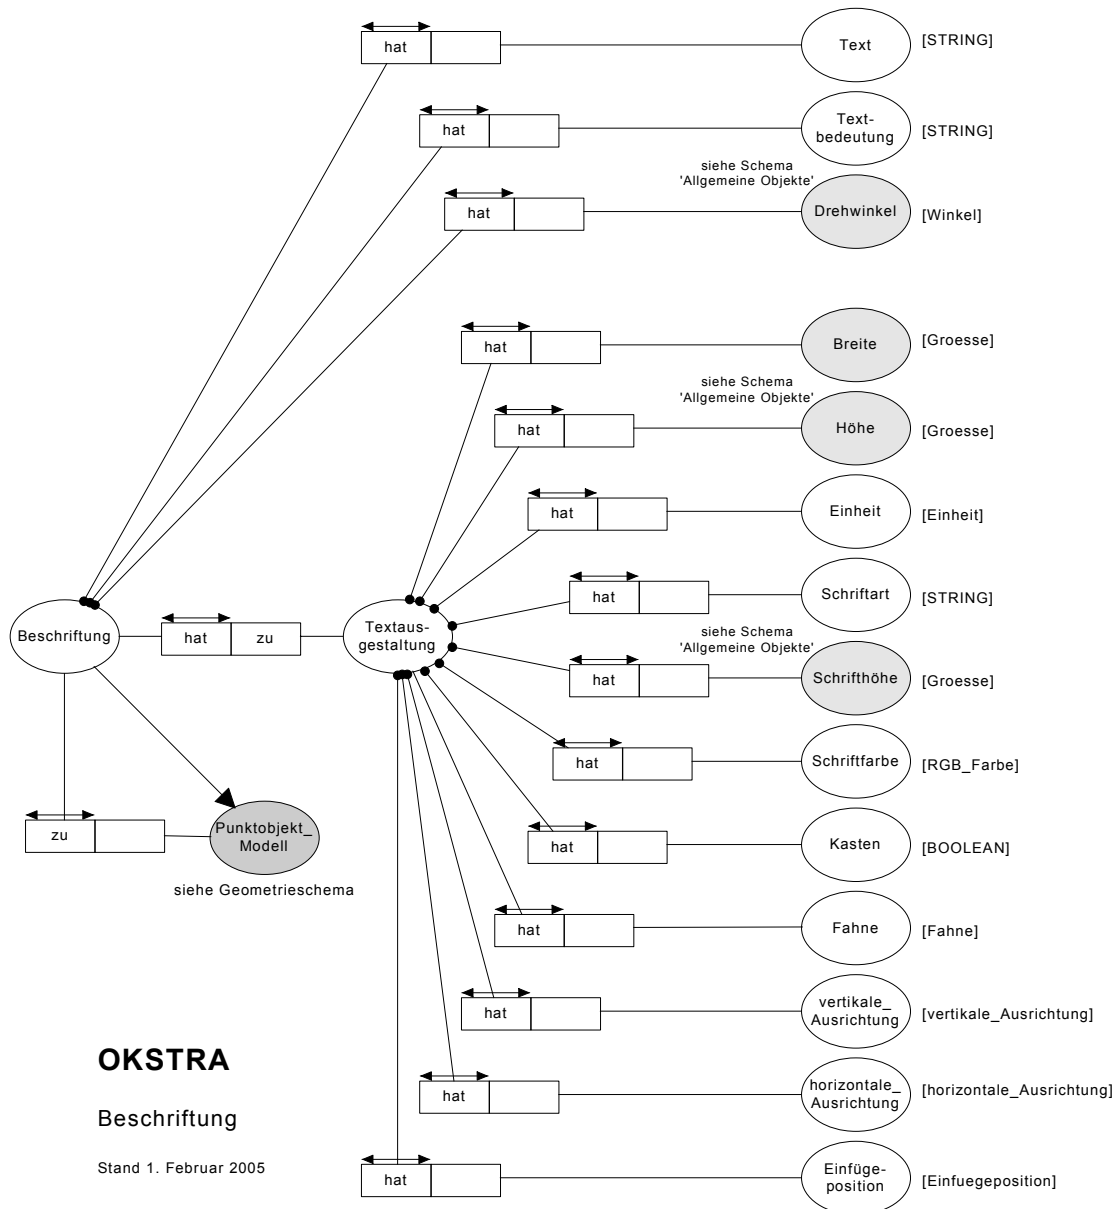 hat
Text
[STRING]
hat
Text-
bedeutung
[STRING]
siehe Schema
'Allgemeine Objekte'
hat
Drehwinkel
[Winkel]
hat
Breite
[Groesse]
siehe Schema
'Allgemeine Objekte'
hat
Höhe
[Groesse]
hat
Einheit
[Einheit]
hat
Schriftart
[STRING]
Beschriftung
hat
zu
Textaus-
gestaltung
siehe Schema
'Allgemeine Objekte'
hat
Schrifthöhe
[Groesse]
hat
Schriftfarbe
[RGB_Farbe]
zu
Punktobjekt_
Modell
siehe Geometrieschema
hat
Kasten
[BOOLEAN]
hat
Fahne
[Fahne]
hat
vertikale_
Ausrichtung
[vertikale_Ausrichtung]
hat
horizontale_
Ausrichtung
[horizontale_Ausrichtung]
hat
Einfüge-
position
[Einfuegeposition]
OKSTRA
Beschriftung
Stand 1. Februar 2005